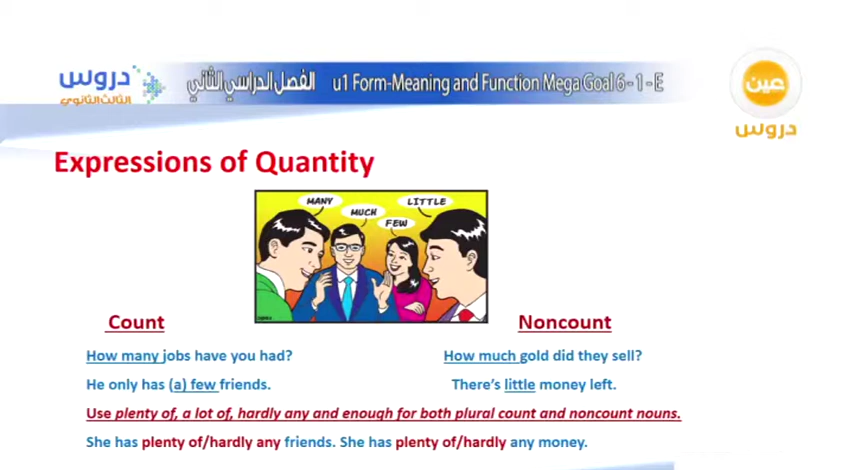 دروس
الثالث الثانوي
الفصل الدراسي الثاني u1 Form-Meaning and Function Mega Goal 6 - 1 - E
عين
دروس
Expressions of Quantity
MANY
MUCH
FEW
LITTLE
Count
Noncount
How many jobs have you had?
How much gold did they sell?
He only has (a) few friends.
There's little money left.
Use plenty of, a lot of, hardly any and enough for both plural count and noncount nouns.
She has plenty of/hardly any friends. She has plenty of/hardly any money.